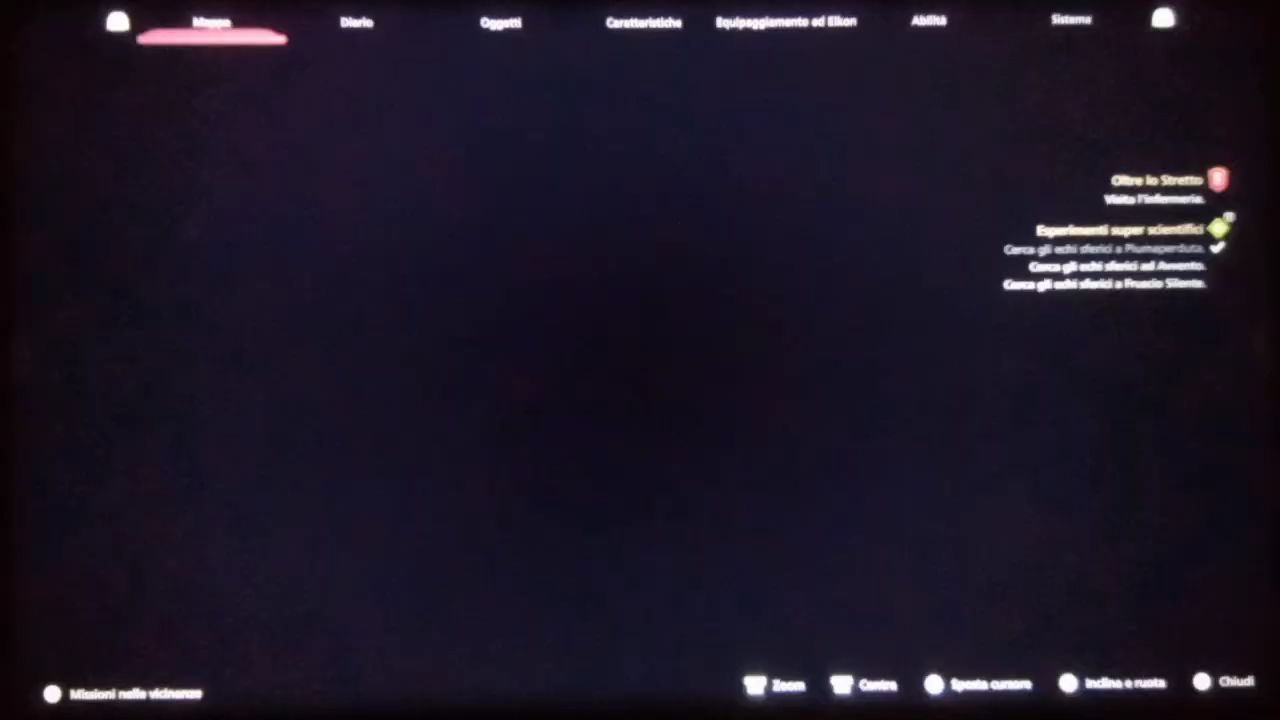 Mappa Diario Oggetti Caratteristiche Equipaggiamento ed Eikon Abilità Sistema
Oltre lo Stretto
Visita l'infermeria.
Esperimenti super scientifici
Cerca gli echi sferici a Piumaperduta.
Cerca gli echi sferici ad Avvento.
Cerca gli echi sferici a Fruscio Silente.
Missioni nelle vicinanze Zoom Centra Sposta cursore Inclina e ruota Chiudi